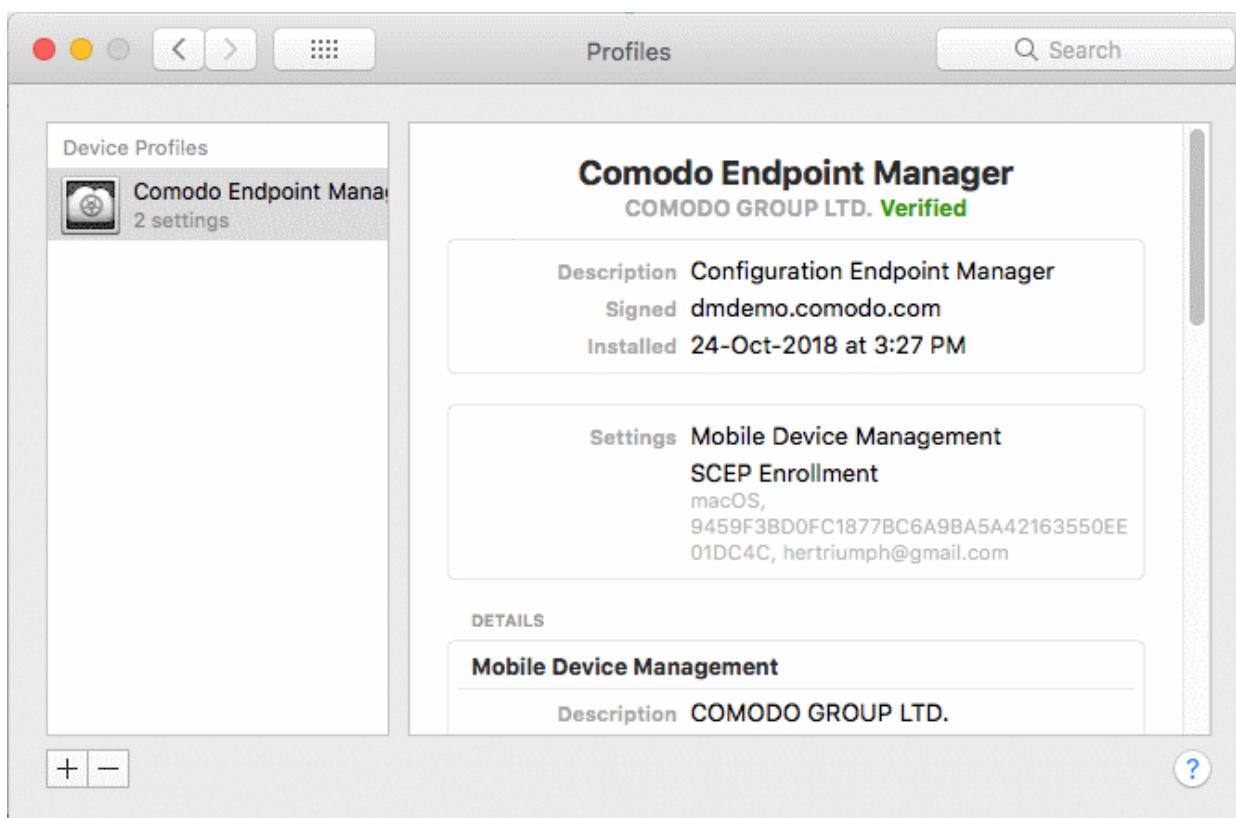 Profiles
Search
Device Profiles
Comodo Endpoint Mana
2 settings
Comodo Endpoint Manager
COMODO GROUP LTD. Verified
Description Configuration Endpoint Manager
Signed dmdemo.comodo.com
Installed 24-Oct-2018 at 3:27 PM
Settings Mobile Device Management
SCEP Enrollment
macOS,
9459F3BD0FC1877BC6A9BA5A42163550EE
01DC4C, hertriumph@gmail.com
DETAILS
Mobile Device Management
Description COMODO GROUP LTD.
+ −
?